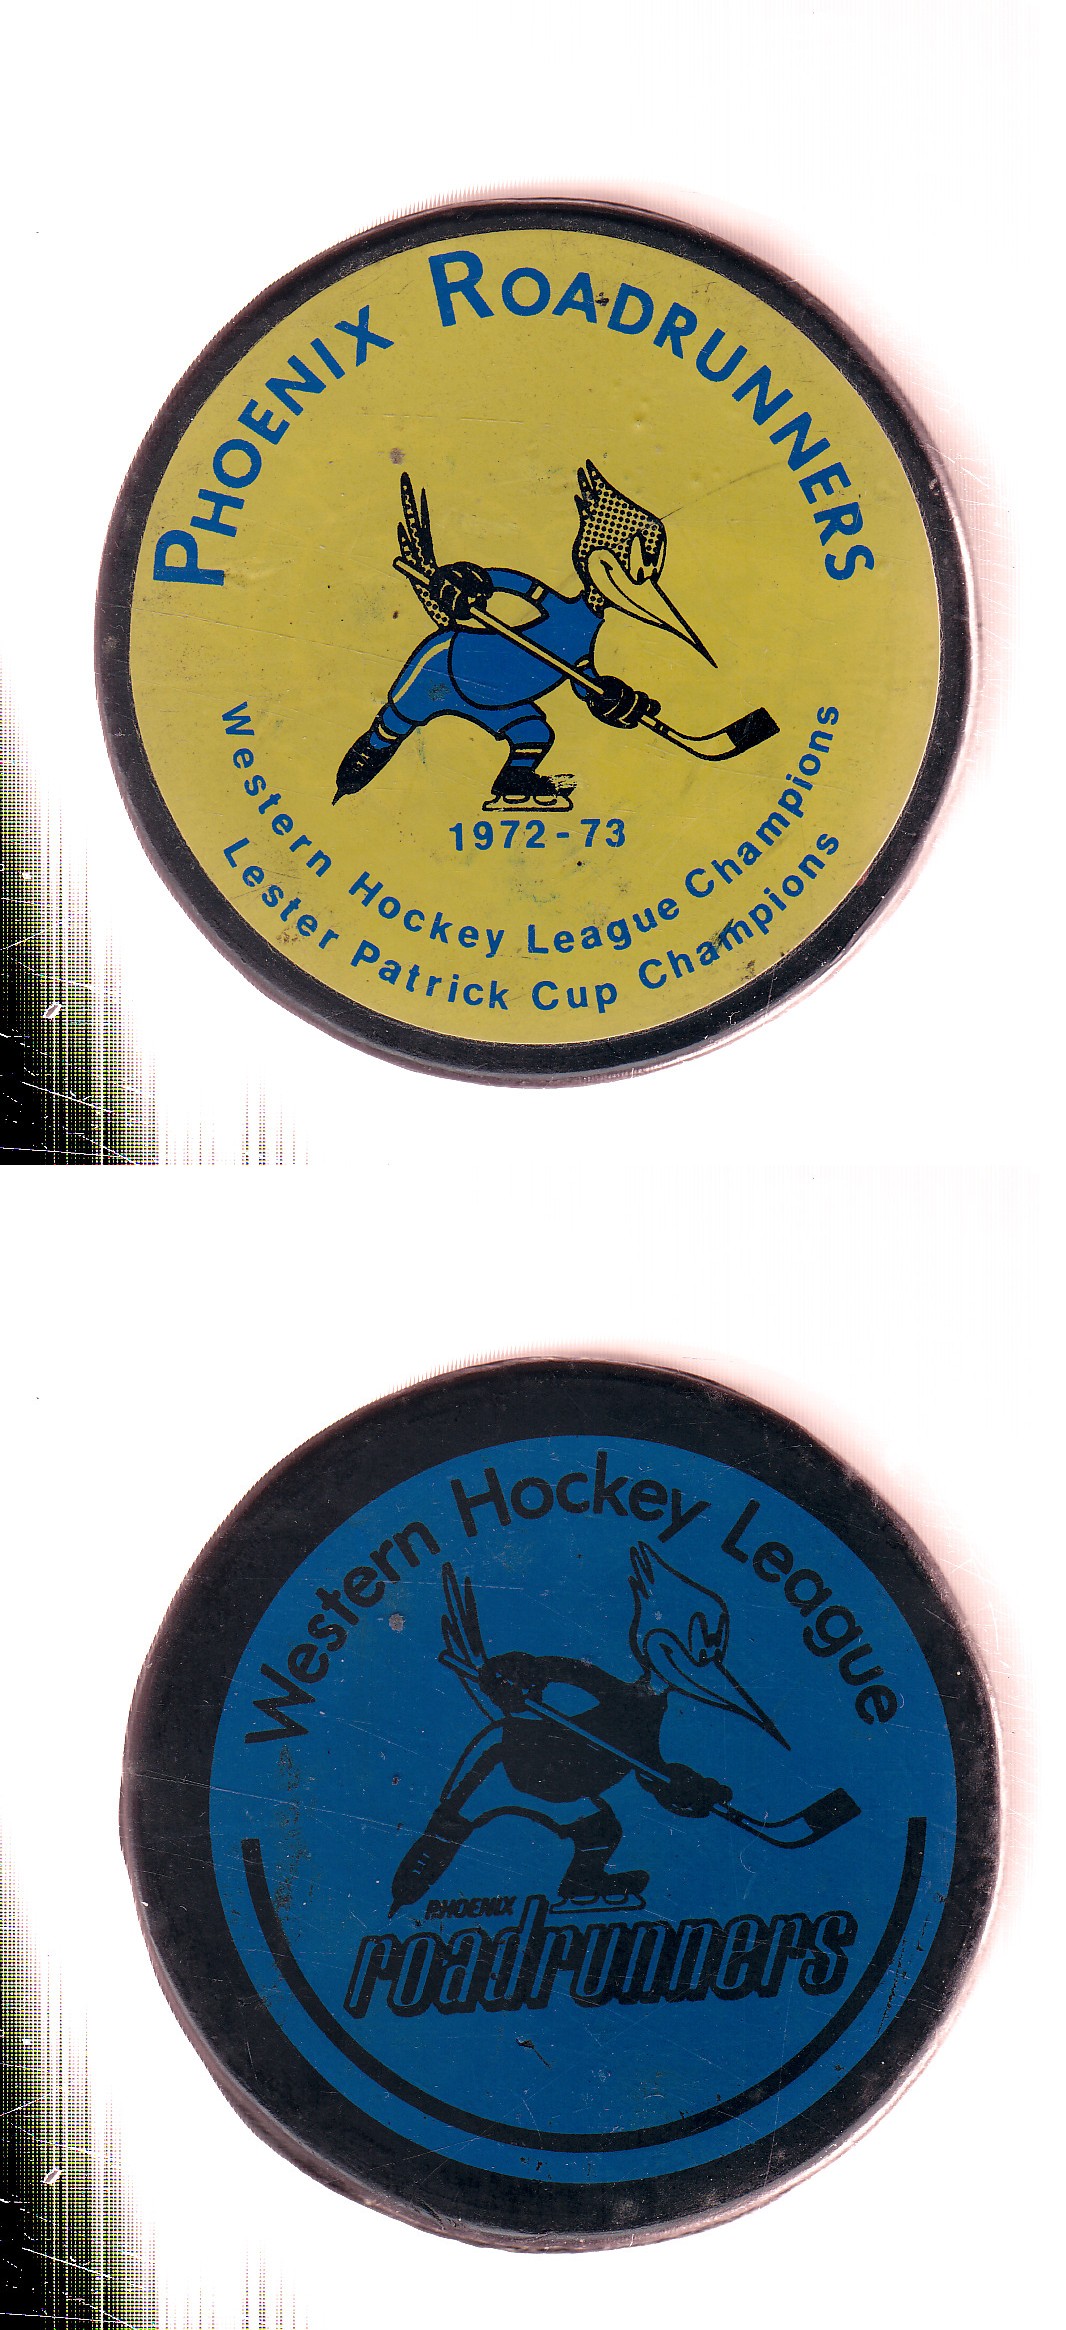 PHOENIX ROADRUNNERS
1972-73
Western Hockey League Champions
Lester Patrick Cup Champions
Western Hockey League
PHOENIX
roadrunners